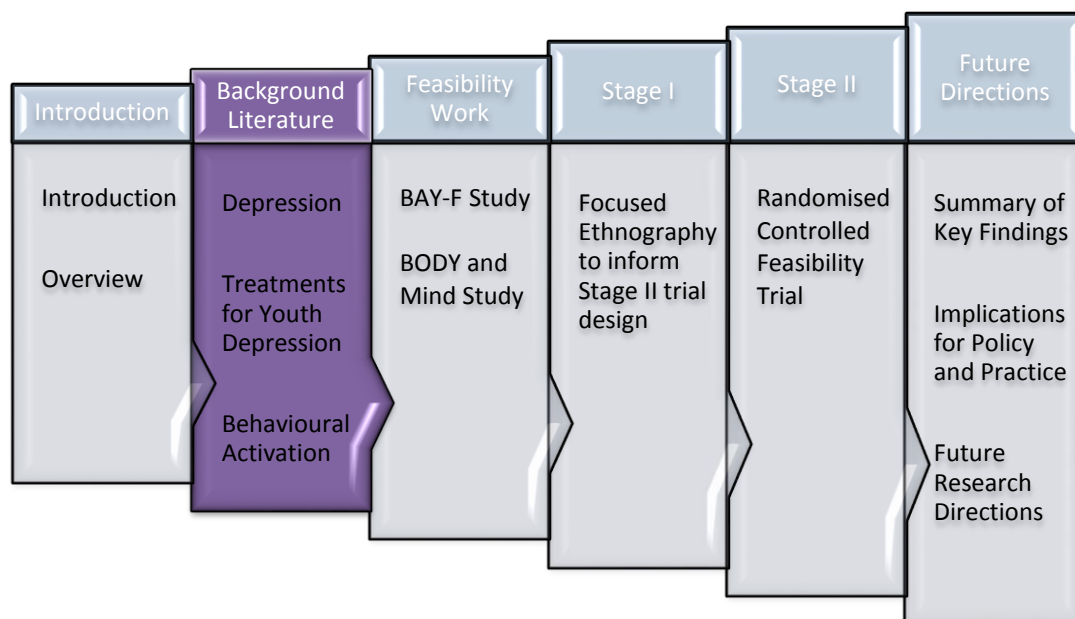 Introduction
Background
Literature
Feasibility
Work
Stage I
Stage II
Future
Directions
Introduction
Overview
Depression
Treatments
for Youth
Depression
Behavioural
Activation
BAY-F Study
BODY and
Mind Study
Focused
Ethnography
to inform
Stage II trial
design
Randomised
Controlled
Feasibility
Trial
Summary of
Key Findings
Implications
for Policy
and Practice
Future
Research
Directions